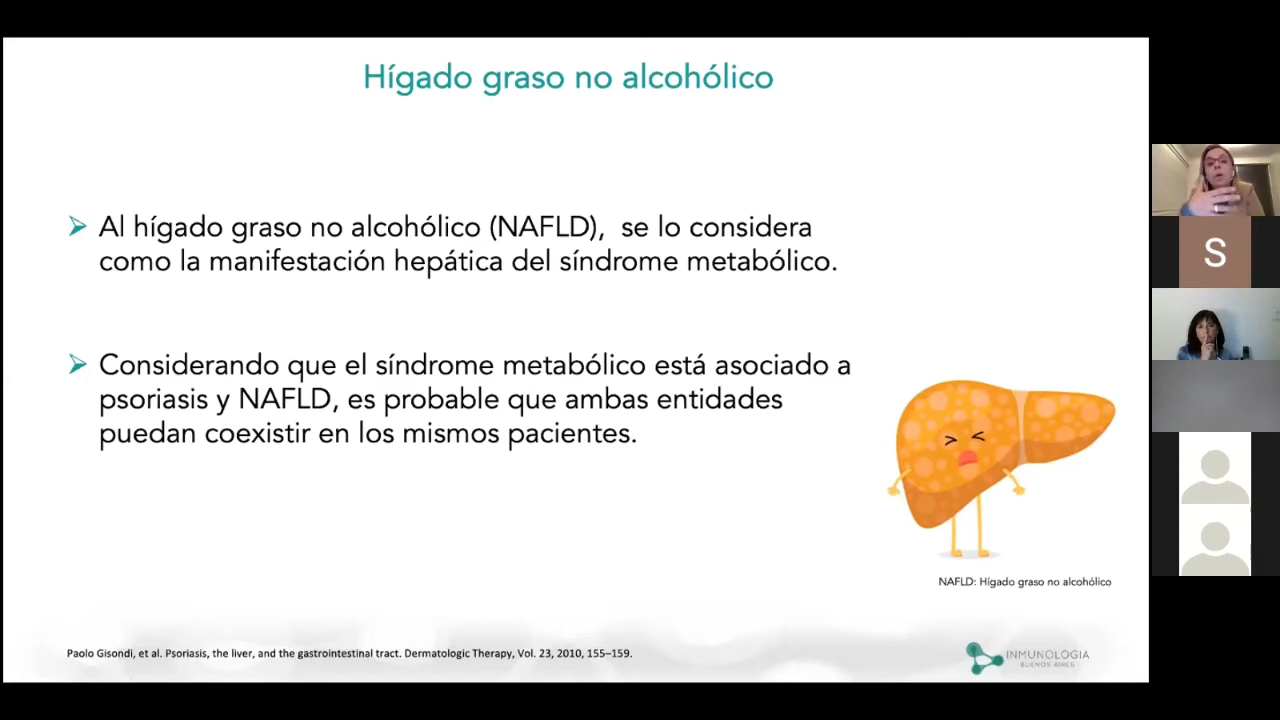 Hígado graso no alcohólico
Al hígado graso no alcohólico (NAFLD), se lo considera
como la manifestación hepática del síndrome metabólico.
Considerando que el síndrome metabólico está asociado a
psoriasis y NAFLD, es probable que ambas entidades
puedan coexistir en los mismos pacientes.
NAFLD: Hígado graso no alcohólico
Paolo Gisondi, et al. Psoriasis, the liver, and the gastrointestinal tract. Dermatologic Therapy, Vol. 23, 2010, 155–159.
INMUNOLOGIA
BUENOS AIRES
S